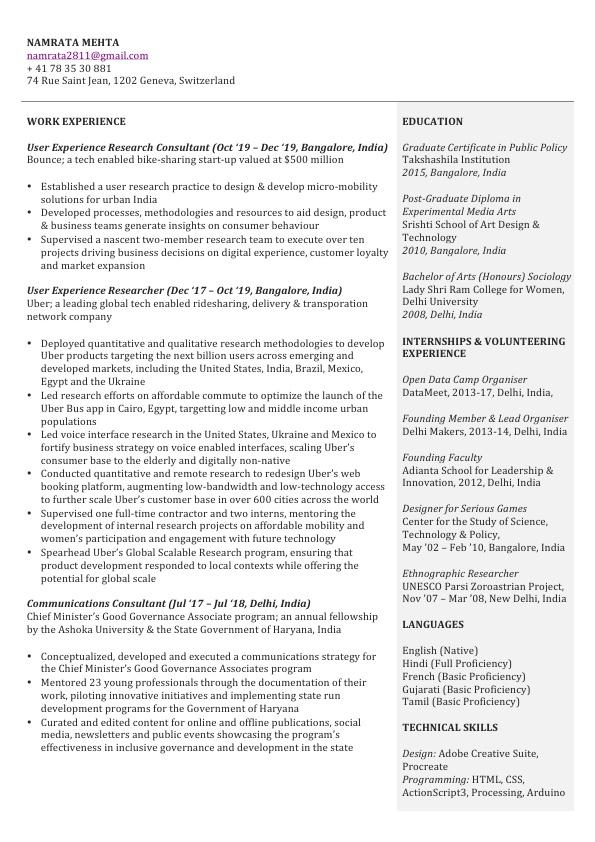 NAMRATA MEHTA
namrata2811@gmail.com
+ 41 78 35 30 881
74 Rue Saint Jean, 1202 Geneva, Switzerland
WORK EXPERIENCE
User Experience Research Consultant (Oct ‘19 – Dec ‘19, Bangalore, India)
Bounce; a tech enabled bike-sharing start-up valued at $500 million
• Established a user research practice to design & develop micro-mobility
solutions for urban India
• Developed processes, methodologies and resources to aid design, product
& business teams generate insights on consumer behaviour
• Supervised a nascent two-member research team to execute over ten
projects driving business decisions on digital experience, customer loyalty
and market expansion
User Experience Researcher (Dec ‘17 – Oct ‘19, Bangalore, India)
Uber; a leading global tech enabled ridesharing, delivery & transporation
network company
• Deployed quantitative and qualitative research methodologies to develop
Uber products targeting the next billion users across emerging and
developed markets, including the United States, India, Brazil, Mexico,
Egypt and the Ukraine
• Led research efforts on affordable commute to optimize the launch of the
Uber Bus app in Cairo, Egypt, targetting low and middle income urban
populations
• Led voice interface research in the United States, Ukraine and Mexico to
fortify business strategy on voice enabled interfaces, scaling Uber’s
consumer base to the elderly and digitally non-native
• Conducted quantitative and remote research to redesign Uber’s web
booking platform, augmenting low-bandwidth and low-technology access
to further scale Uber’s customer base in over 600 cities across the world
• Supervised one full-time contractor and two interns, mentoring the
development of internal research projects on affordable mobility and
women’s participation and engagement with future technology
• Spearhead Uber’s Global Scalable Research program, ensuring that
product development responded to local contexts while offering the
potential for global scale
Communications Consultant (Jul ‘17 – Jul ‘18, Delhi, India)
Chief Minister’s Good Governance Associate program; an annual fellowship
by the Ashoka University & the State Government of Haryana, India
• Conceptualized, developed and executed a communications strategy for
the Chief Minister’s Good Governance Associates program
• Mentored 23 young professionals through the documentation of their
work, piloting innovative initiatives and implementing state run
development programs for the Government of Haryana
• Curated and edited content for online and offline publications, social
media, newsletters and public events showcasing the program’s
effectiveness in inclusive governance and development in the state
EDUCATION
Graduate Certificate in Public Policy
Takshashila Institution
2015, Bangalore, India
Post-Graduate Diploma in
Experimental Media Arts
Srishti School of Art Design &
Technology
2010, Bangalore, India
Bachelor of Arts (Honours) Sociology
Lady Shri Ram College for Women,
Delhi University
2008, Delhi, India
INTERNSHIPS & VOLUNTEERING
EXPERIENCE
Open Data Camp Organiser
DataMeet, 2013-17, Delhi, India,
Founding Member & Lead Organiser
Delhi Makers, 2013-14, Delhi, India
Founding Faculty
Adianta School for Leadership &
Innovation, 2012, Delhi, India
Designer for Serious Games
Center for the Study of Science,
Technology & Policy,
May ’02 – Feb ’10, Bangalore, India
Ethnographic Researcher
UNESCO Parsi Zoroastrian Project,
Nov ’07 – Mar ’08, New Delhi, India
LANGUAGES
English (Native)
Hindi (Full Proficiency)
French (Basic Proficiency)
Gujarati (Basic Proficiency)
Tamil (Basic Proficiency)
TECHNICAL SKILLS
Design: Adobe Creative Suite,
Procreate
Programming: HTML, CSS,
ActionScript3, Processing, Arduino